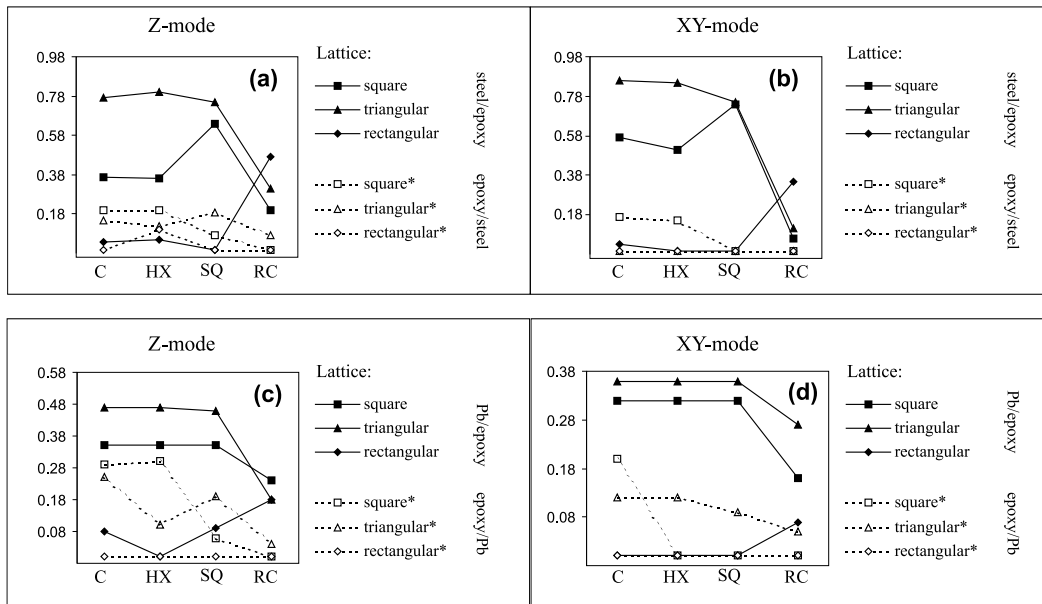 Z-mode
Lattice:
0.98
0.78
0.58
0.38
0.18
(a)
square
triangular
rectangular
steel/epoxy
square*
triangular*
rectangular*
epoxy/steel
C HX SQ RC
XY-mode
Lattice:
0.98
0.78
0.58
0.38
0.18
(b)
square
triangular
rectangular
steel/epoxy
square*
triangular*
rectangular*
epoxy/steel
C HX SQ RC
Z-mode
Lattice:
0.58
0.48
0.38
0.28
0.18
0.08
(c)
square
triangular
rectangular
Pb/epoxy
square*
triangular*
rectangular*
epoxy/Pb
C HX SQ RC
XY-mode
Lattice:
0.38
0.28
0.18
0.08
(d)
square
triangular
rectangular
Pb/epoxy
square*
triangular*
rectangular*
epoxy/Pb
C HX SQ RC